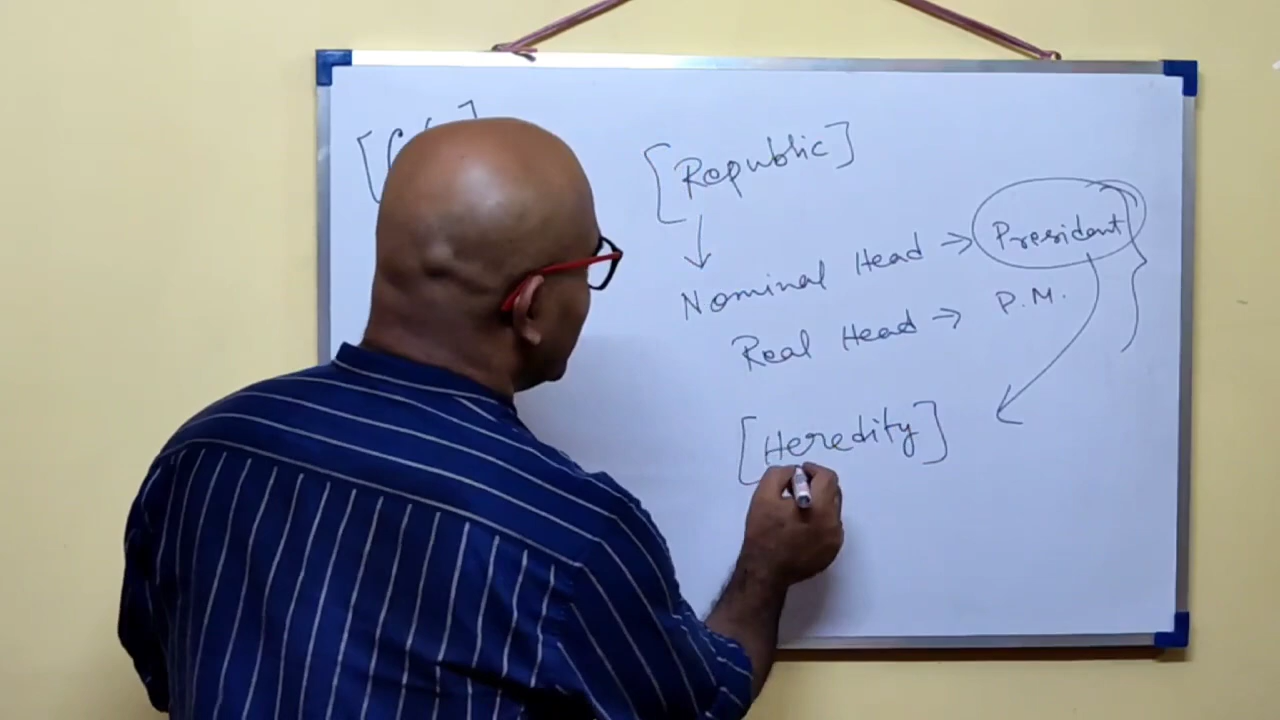 [Republic]
Nominal Head → President
Real Head → P.M.
[Heredity]